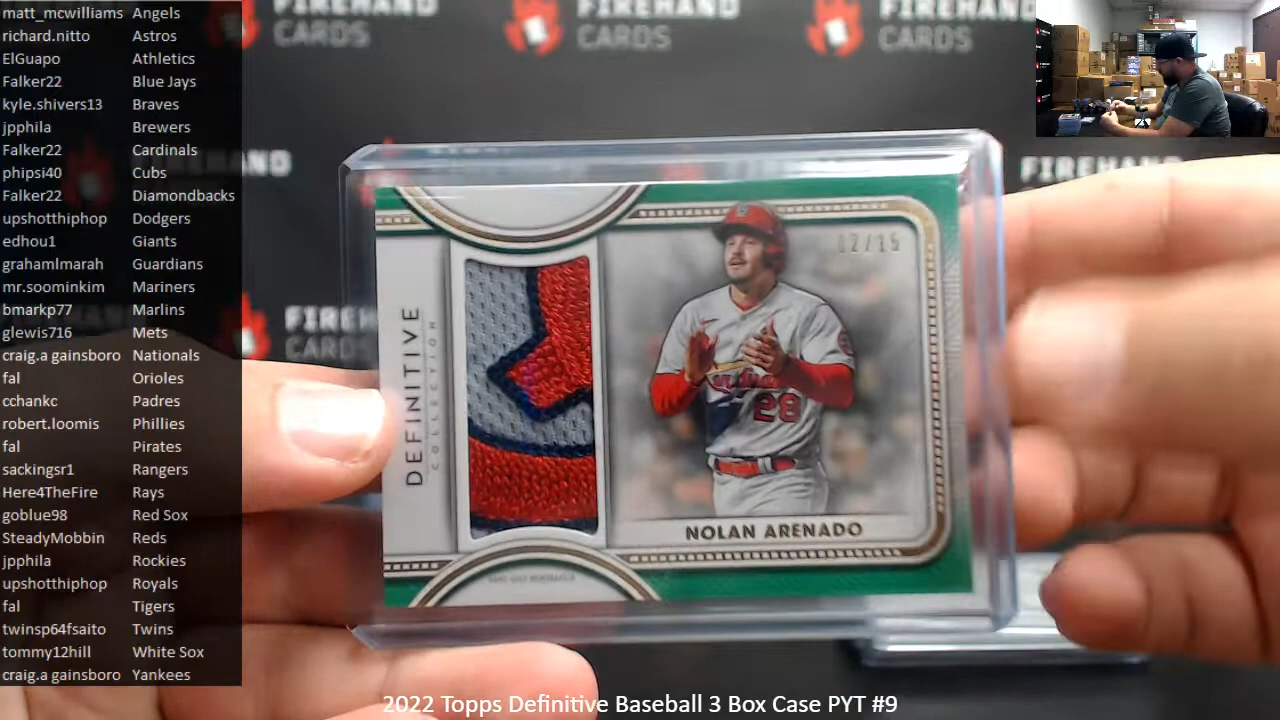 matt_mcwilliams Angels
richard.nitto Astros
ElGuapo Athletics
Falker22 Blue Jays
kyle.shivers13 Braves
jpphila Brewers
Falker22 Cardinals
phipsi40 Cubs
Falker22 Diamondbacks
upshotthiphop Dodgers
edhou1 Giants
grahamlmarah Guardians
mr.soominkim Mariners
bmarkp77 Marlins
glewis716 Mets
craig.a gainsboro Nationals
fal Orioles
cchankc Padres
robert.loomis Phillies
fal Pirates
sackingsr1 Rangers
Here4TheFire Rays
goblue98 Red Sox
SteadyMobbin Reds
jpphila Rockies
upshotthiphop Royals
fal Tigers
twinsp64fsaito Twins
tommy12hill White Sox
craig.a gainsboro Yankees
FIREHAND
CARDS
FIREHAND
CARDS
FIREHAND
CARDS
DEFINITIVE
COLLECTION
12/15
28
NOLAN ARENADO
2022 Topps Definitive Baseball 3 Box Case PYT #9